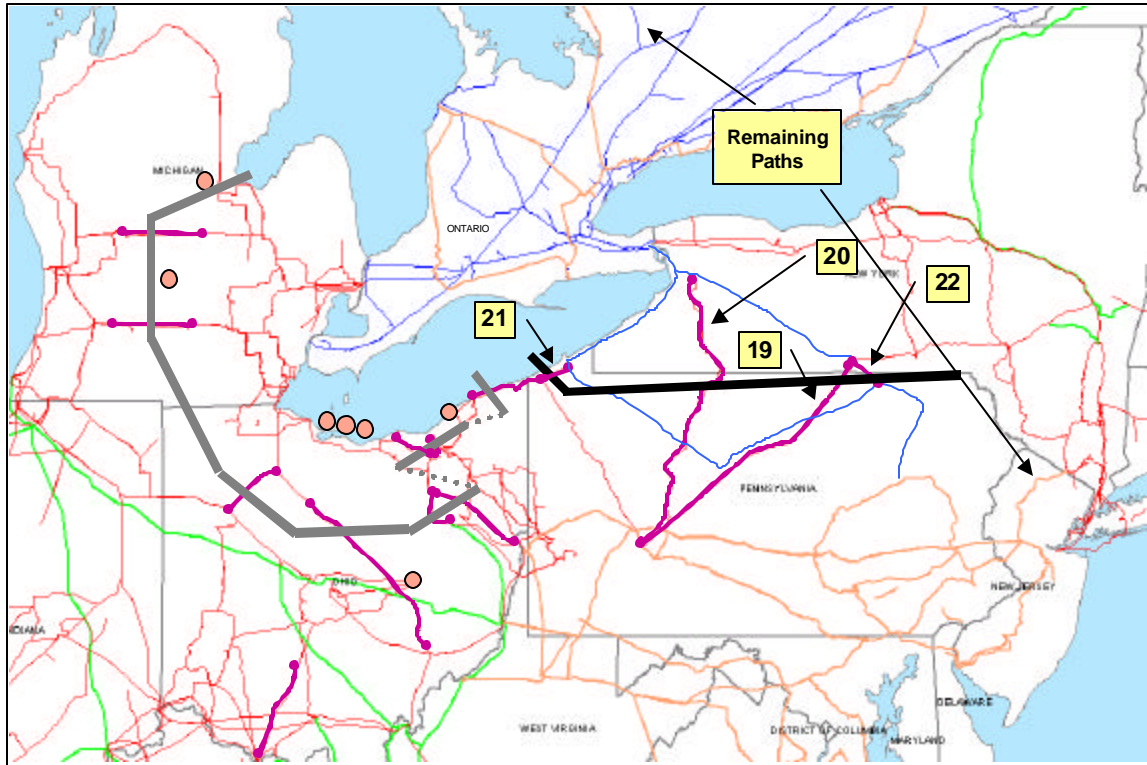 Remaining
Paths
MICHIGAN
ONTARIO
20
NEW YORK
22
21
19
PENNSYLVANIA
OHIO
NEW JERSEY
NDIANA
DELAWARE
WEST VIRGINIA
DISTRICT OF COLUMBIA
MARYLAND